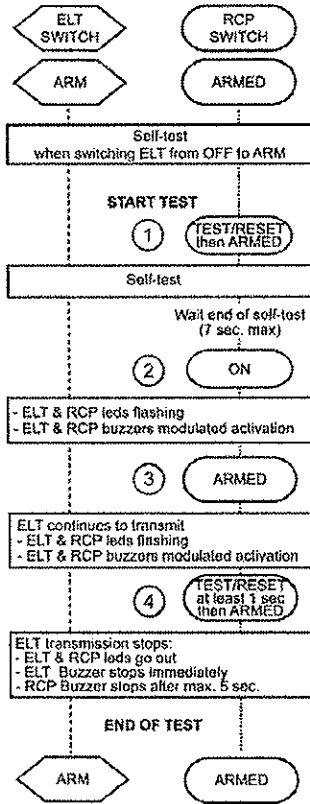 ELT
SWITCH
RCP
SWITCH
ARM
ARMED
Self-test
when switching ELT from OFF to ARM
START TEST
1
TEST/RESET
then ARMED
Self-test
Wait end of self-test
(7 sec. max)
2
ON
- ELT & RCP leds flashing
- ELT & RCP buzzers modulated activation
3
ARMED
ELT continues to transmit
- ELT & RCP leds flashing
- ELT & RCP buzzers modulated activation
4
TEST/RESET
at least 1 sec
then ARMED
ELT transmission stops:
- ELT & RCP leds go out
- ELT Buzzer stops immediately
- RCP Buzzer stops after max. 5 sec.
END OF TEST
ARM
ARMED